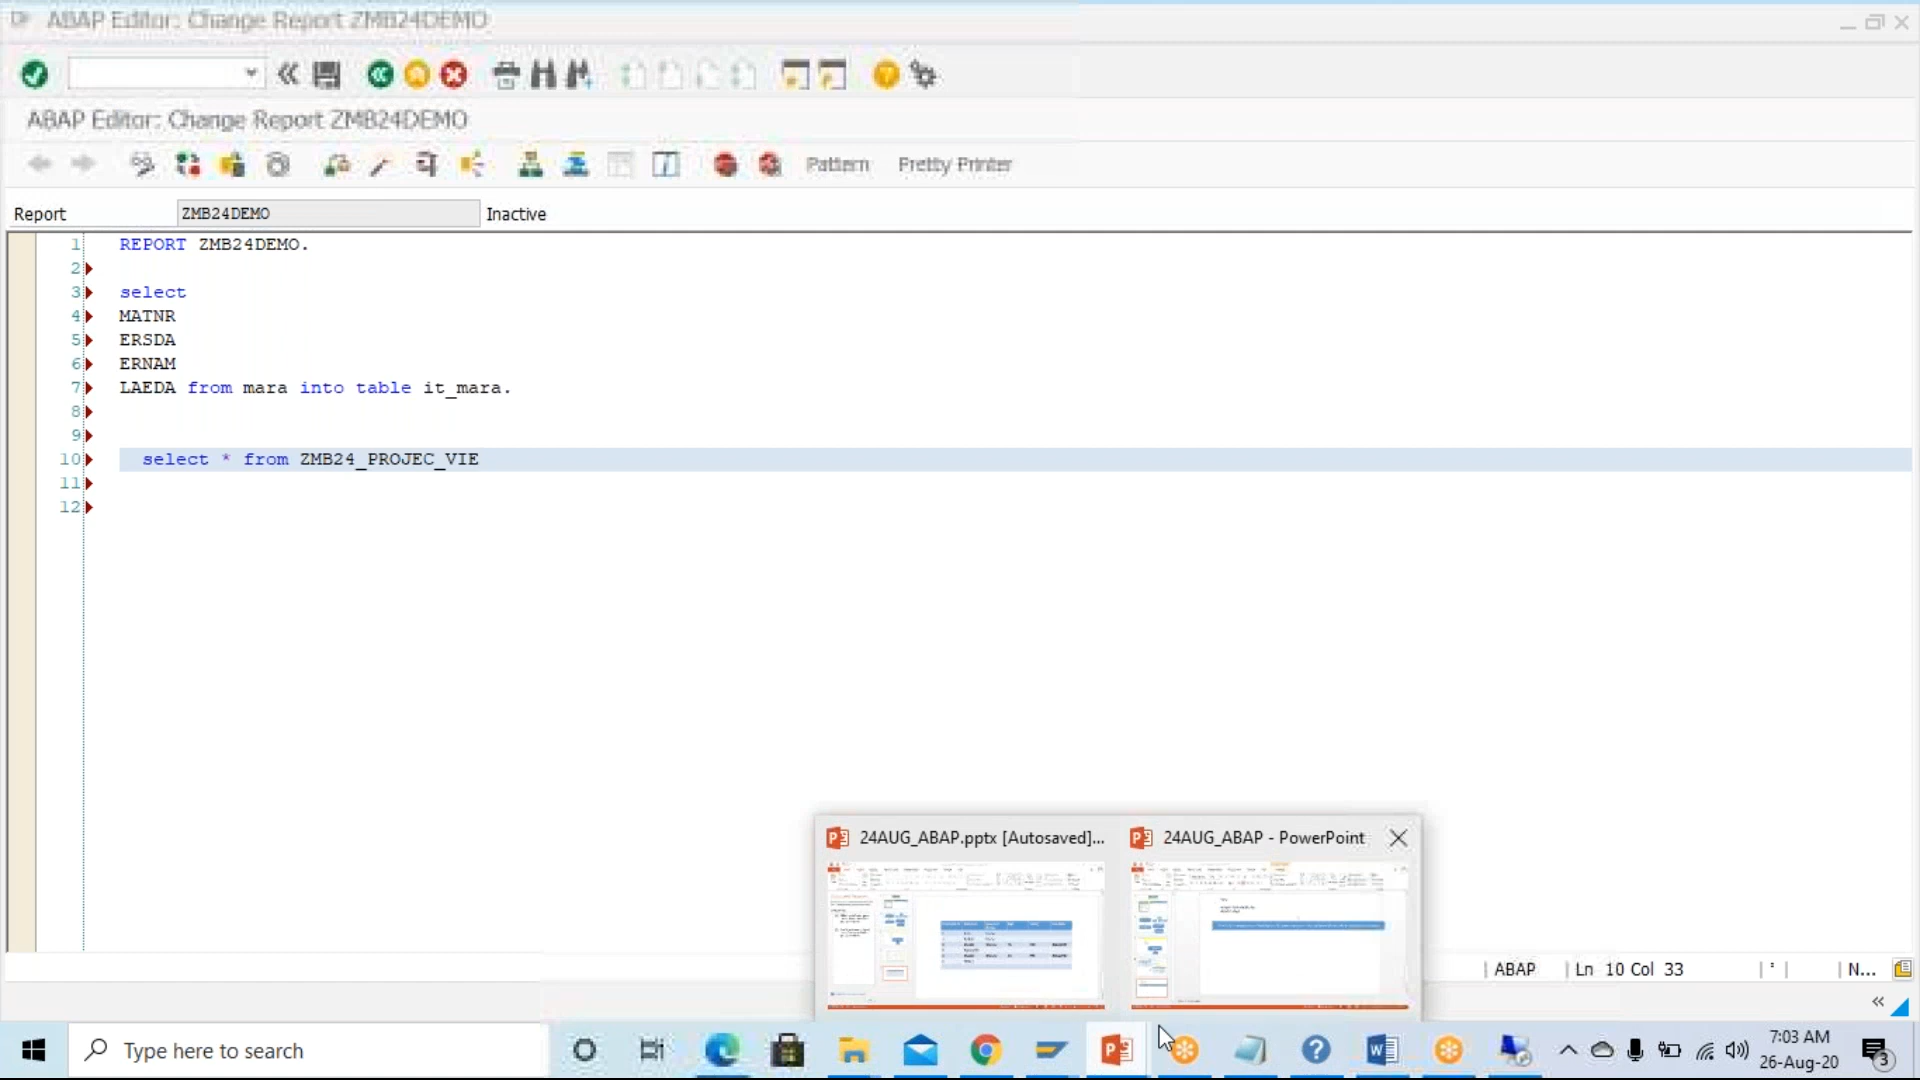 ABAP Editor: Change Report ZMB24DEMO
ABAP Editor: Change Report ZMB24DEMO
Pattern Pretty Printer
Report ZMB24DEMO Inactive
1 REPORT ZMB24DEMO.
2
3 select
4 MATNR
5 ERSDA
6 ERNAM
7 LAEDA from mara into table it_mara.
8
9
10 select * from ZMB24_PROJEC_VIE
11
12
24AUG_ABAP.pptx [Autosaved]... 24AUG_ABAP - PowerPoint
ABAP Ln 10 Col 33 N...
Type here to search
7:03 AM
26-Aug-20
3